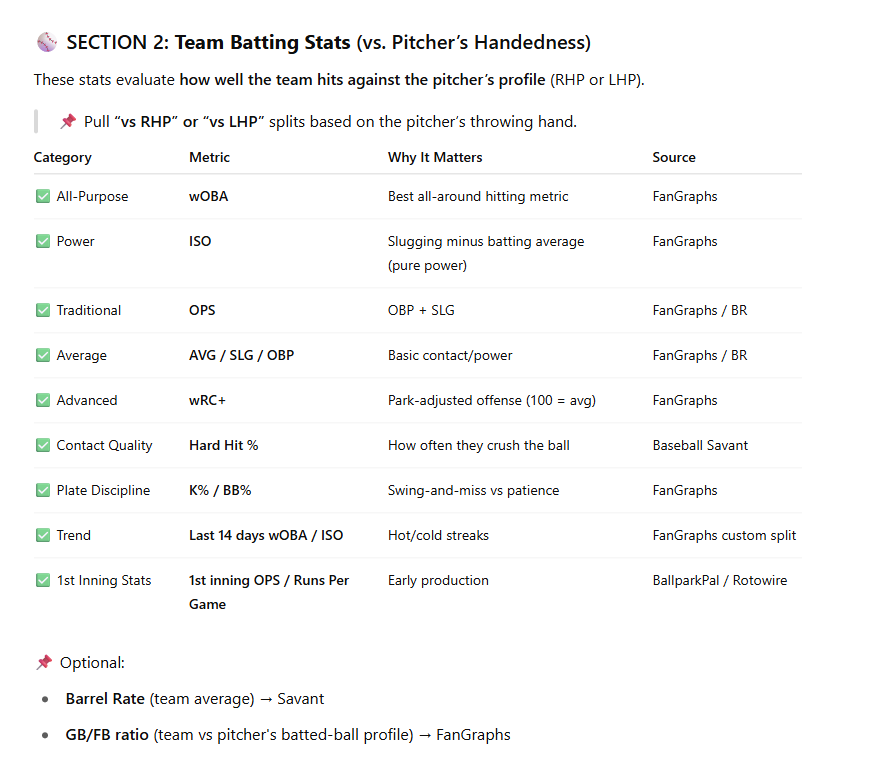 SECTION 2: Team Batting Stats (vs. Pitcher's Handedness)
These stats evaluate how well the team hits against the pitcher's profile (RHP or LHP).
Pull “vs RHP” or “vs LHP” splits based on the pitcher's throwing hand.
Category Metric Why It Matters Source
All-Purpose wOBA Best all-around hitting metric FanGraphs
Power ISO Slugging minus batting average FanGraphs
(pure power)
Traditional OPS OBP + SLG FanGraphs / BR
Average AVG / SLG / OBP Basic contact/power FanGraphs / BR
Advanced wRC+ Park-adjusted offense (100 = avg) FanGraphs
Contact Quality Hard Hit % How often they crush the ball Baseball Savant
Plate Discipline K% / BB% Swing-and-miss vs patience FanGraphs
Trend Last 14 days wOBA / ISO Hot/cold streaks FanGraphs custom split
1st Inning Stats 1st inning OPS / Runs Per Early production BallparkPal / Rotowire
Game
Optional:
• Barrel Rate (team average) → Savant
• GB/FB ratio (team vs pitcher's batted-ball profile) → FanGraphs